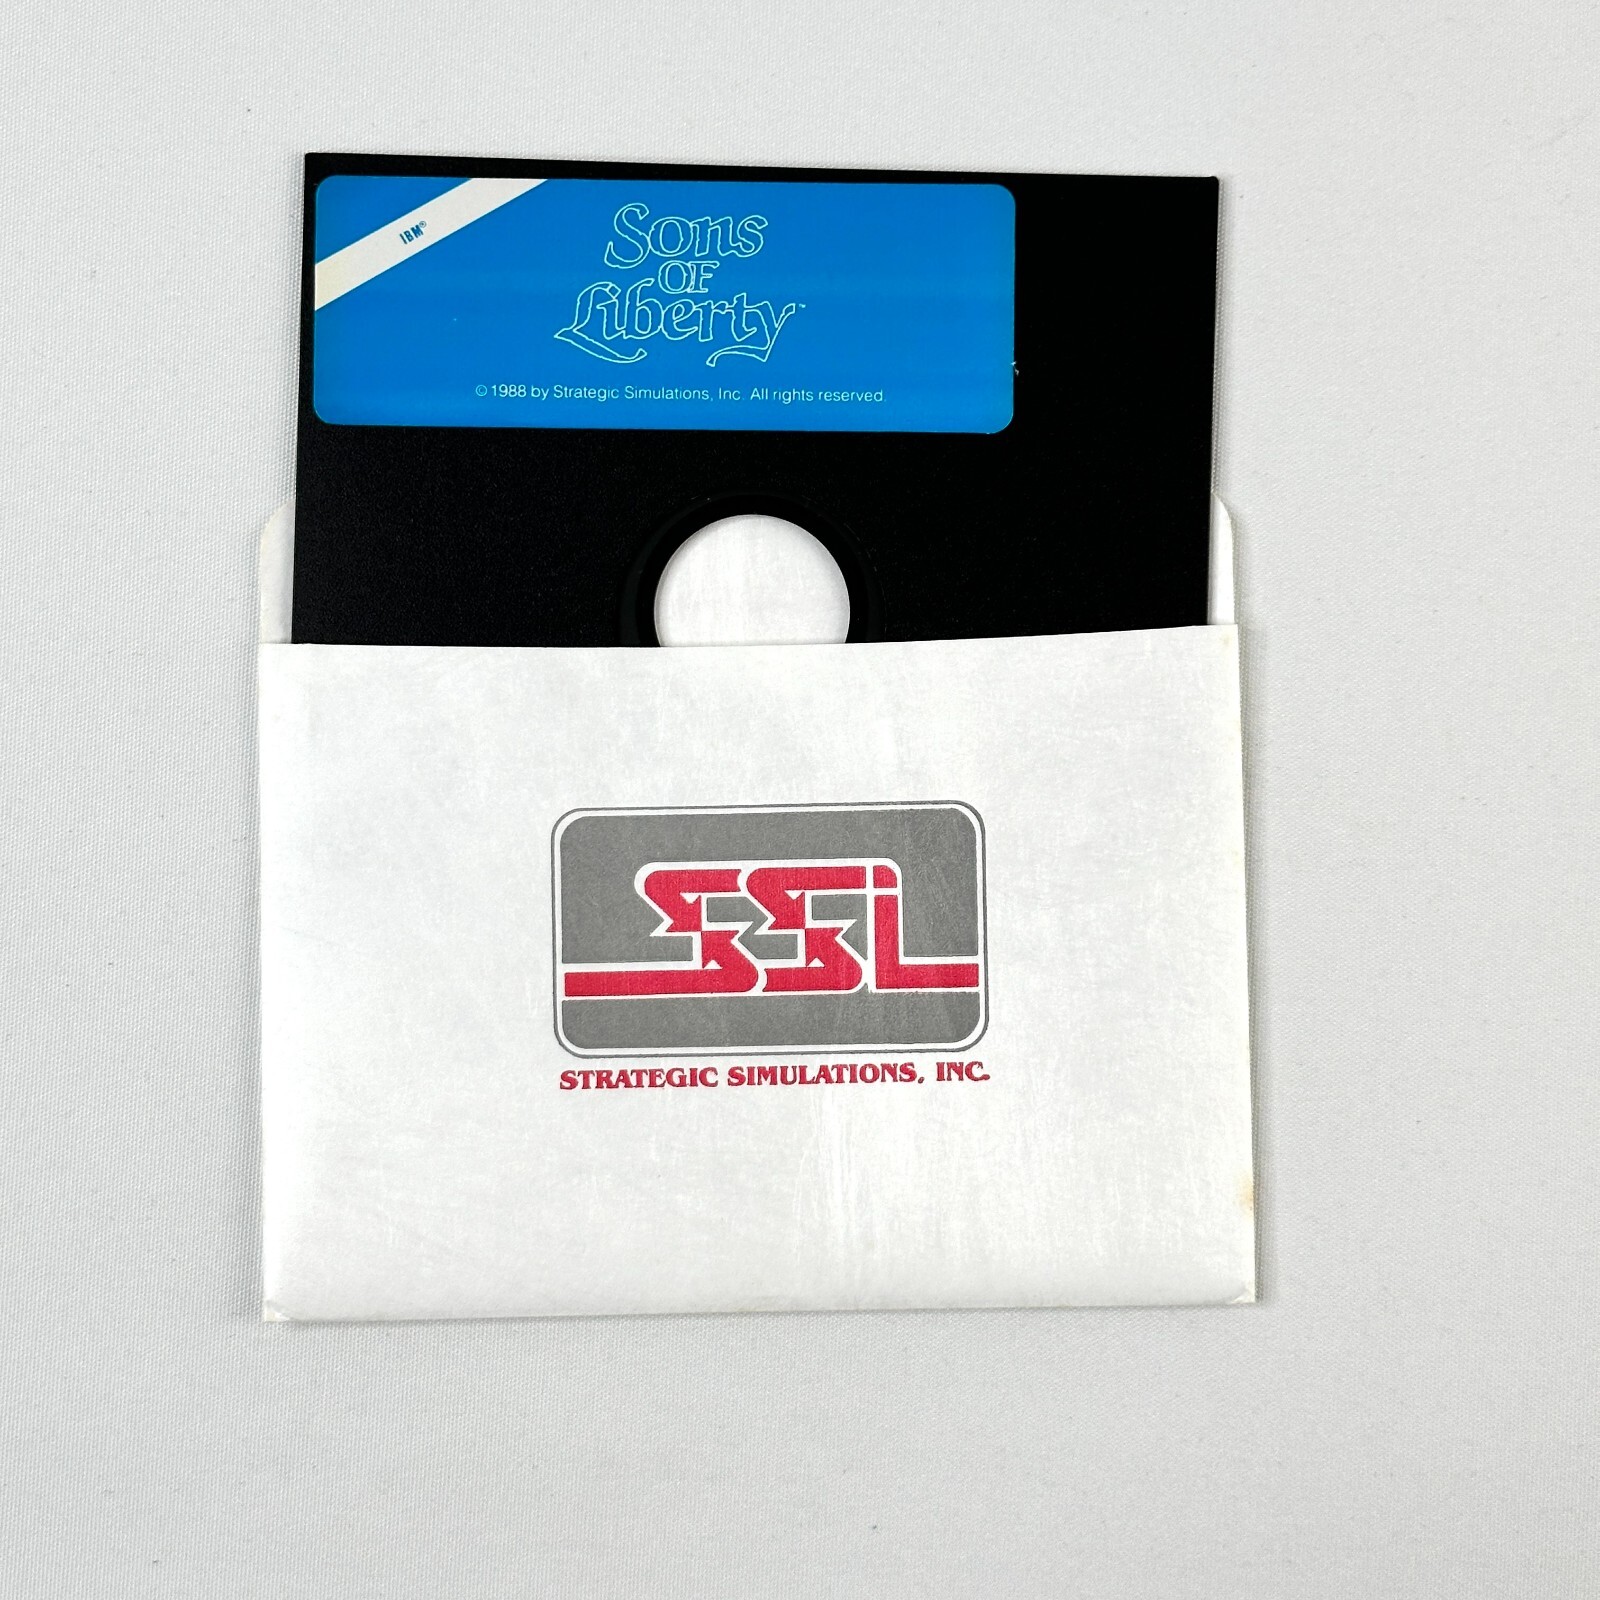 IBM®
Sons
OF
Liberty™
© 1988 by Strategic Simulations, Inc. All rights reserved.
SSI
STRATEGIC SIMULATIONS, INC.